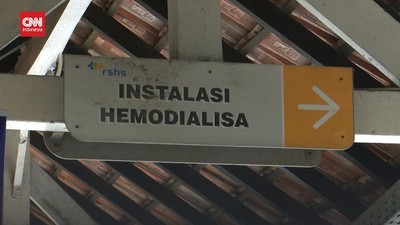 CNN
Indonesia
rshs
INSTALASI
HEMODIALISA